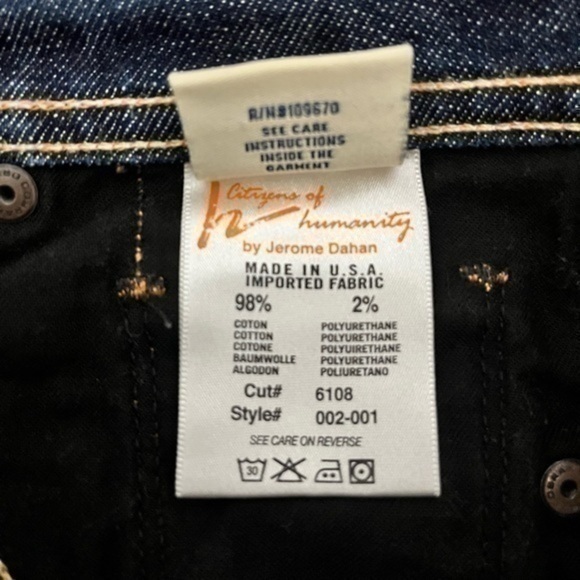 R/N#109670
SEE CARE
INSTRUCTIONS
INSIDE THE
GARMENT
Citizens of
humanity
by Jerome Dahan
MADE IN U.S.A.
IMPORTED FABRIC
98% 2%
COTON POLYURETHANE
COTTON POLYURETHANE
COTONE POLYUIRETHANE
BAUMWOLLE POLYURETHANE
ALGODON POLIURETANO
Cut# 6108
Style# 002-001
SEE CARE ON REVERSE
30